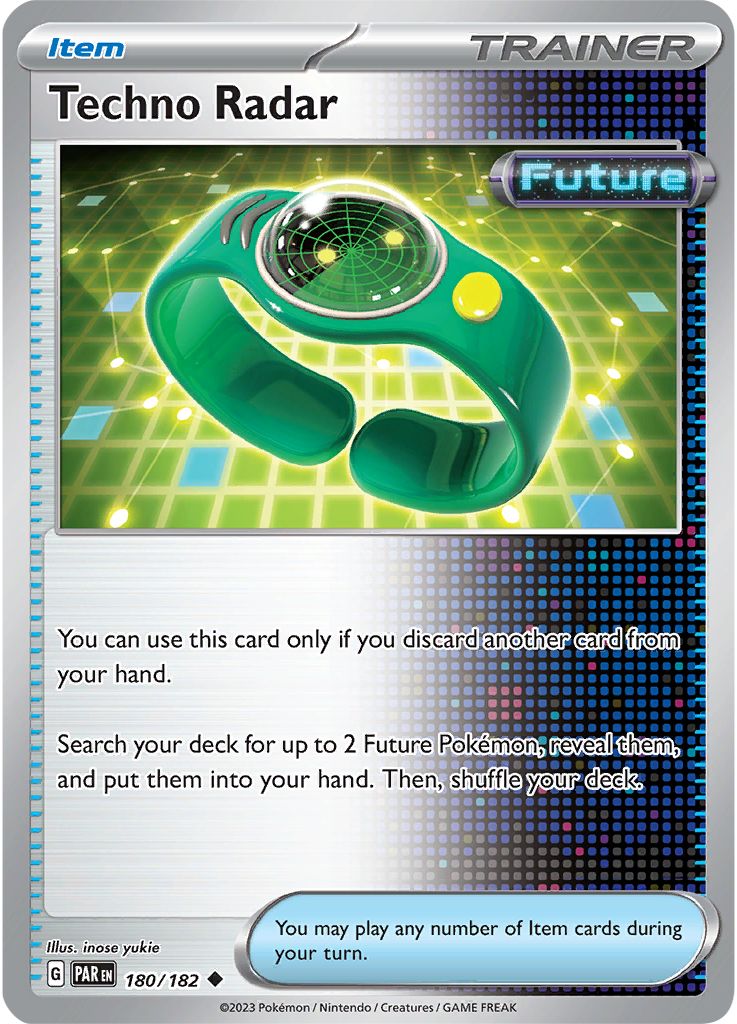 Item
TRAINER
Techno Radar
Future
You can use this card only if you discard another card from
your hand.
Search your deck for up to 2 Future Pokémon, reveal them,
and put them into your hand. Then, shuffle your deck.
You may play any number of Item cards during
your turn.
Illus. inose yukie
G PAR EN 180/182 ◆
©2023 Pokémon / Nintendo / Creatures / GAME FREAK